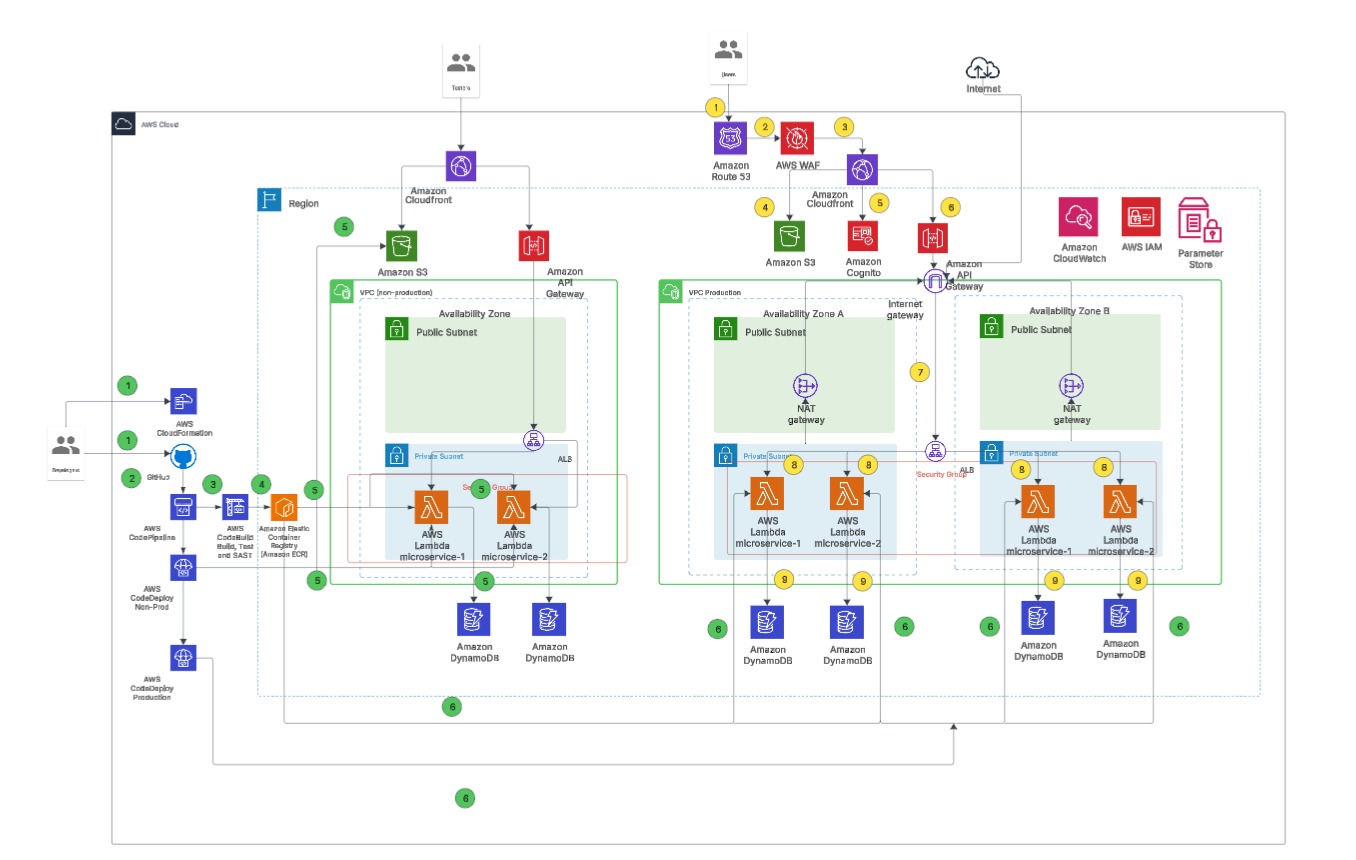 Users
Internet
1
AWS Cloud
2
3
Amazon
Route 53
AWS WAF
Amazon
Cloudfront
Amazon
Cloudfront
Region
5
4
5
6
Amazon S3
Amazon
API
Gateway
Amazon S3
Amazon
Cognito
Amazon
API
Gateway
Amazon
CloudWatch
AWS IAM
Parameter
Store
VPC (non-production)
VPC Production
Internet
gateway
Availability Zone
Public Subnet
Availability Zone A
Public Subnet
Availability Zone B
Public Subnet
7
NAT
gateway
NAT
gateway
1
AWS
CloudFormation
1
2
GitHub
3
4
5
AWS
CodePipeline
AWS
CodeBuild
Build, Test
and SAST
Amazon Elastic
Container
Registry
(Amazon ECR)
Private Subnet
ALB
Security Group
5
AWS
Lambda
microservice-1
AWS
Lambda
microservice-2
Private Subnet
8
8
Security Group
ALB
Private Subnet
8
8
AWS
Lambda
microservice-1
AWS
Lambda
microservice-2
AWS
Lambda
microservice-1
AWS
Lambda
microservice-2
AWS
CodeDeploy
Non-Prod
5
5
9
9
9
9
Amazon
DynamoDB
Amazon
DynamoDB
6
Amazon
DynamoDB
Amazon
DynamoDB
6
6
Amazon
DynamoDB
Amazon
DynamoDB
6
AWS
CodeDeploy
Production
6
6